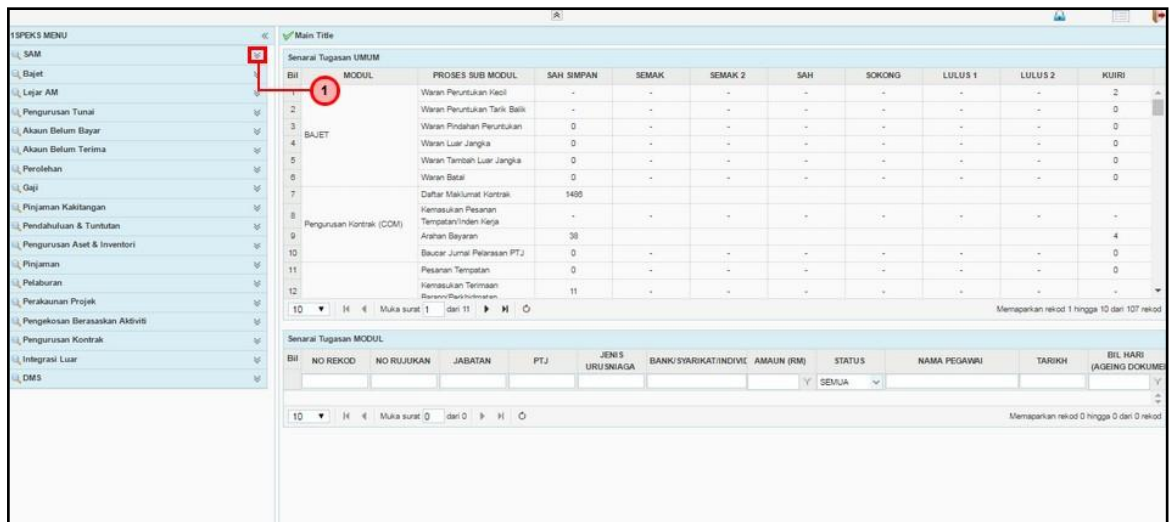 1SPEKS MENU
SAM
Bajet
Lejar AM
Pengurusan Tunai
Akaun Belum Bayar
Akaun Belum Terima
Perolehan
Gaji
Pinjaman Kakitangan
Pendahuluan & Tuntutan
Pengurusan Aset & Inventori
Pinjaman
Pelaburan
Perakaunan Projek
Pengekosan Berasaskan Aktiviti
Pengurusan Kontrak
Integrasi Luar
DMS
1
Main Title
Senarai Tugasan UMUM
Bil MODUL PROSES SUB MODUL SAH SIMPAN SEMAK SEMAK 2 SAH SOKONG LULUS 1 LULUS 2 KUIRI
1 Waran Peruntukan Kecil - - - - - - - 2
2 Waran Peruntukan Tarik Balik - - - - - - - 0
3 BAJET Waran Pindahan Peruntukan 0 - - - - - - 0
4 Waran Luar Jangka 0 - - - - - - 0
5 Waran Tambah Luar Jangka 0 - - - - - - 0
6 Waran Batal 0 - - - - - - 0
7 Daftar Maklumat Kontrak 1486
8 Pengurusan Kontrak (COM) Kemasukan Pesanan
Tempatan/Inden Kerja - - - - - - - -
9 Arahan Bayaran 38 4
10 Baucar Jurnal Pelarasan PTJ 0 - - - - - - 0
11 Pesanan Tempatan 0 - - - - - - 0
12 Kemasukan Terimaan
Barang/Perkhidmatan 11 - - - - - - -
10 Muka surat 1 dari 11 Memaparkan rekod 1 hingga 10 dari 107 rekod
Senarai Tugasan MODUL
Bil NO REKOD NO RUJUKAN JABATAN PTJ JENIS
URUSNIAGA BANK/SYARIKAT/INDIVID AMAUN (RM) STATUS NAMA PEGAWAI TARIKH BIL HARI
(AGEING DOKUME
SEMUA
10 Muka surat 0 dari 0 Memaparkan rekod 0 hingga 0 dari 0 rekod